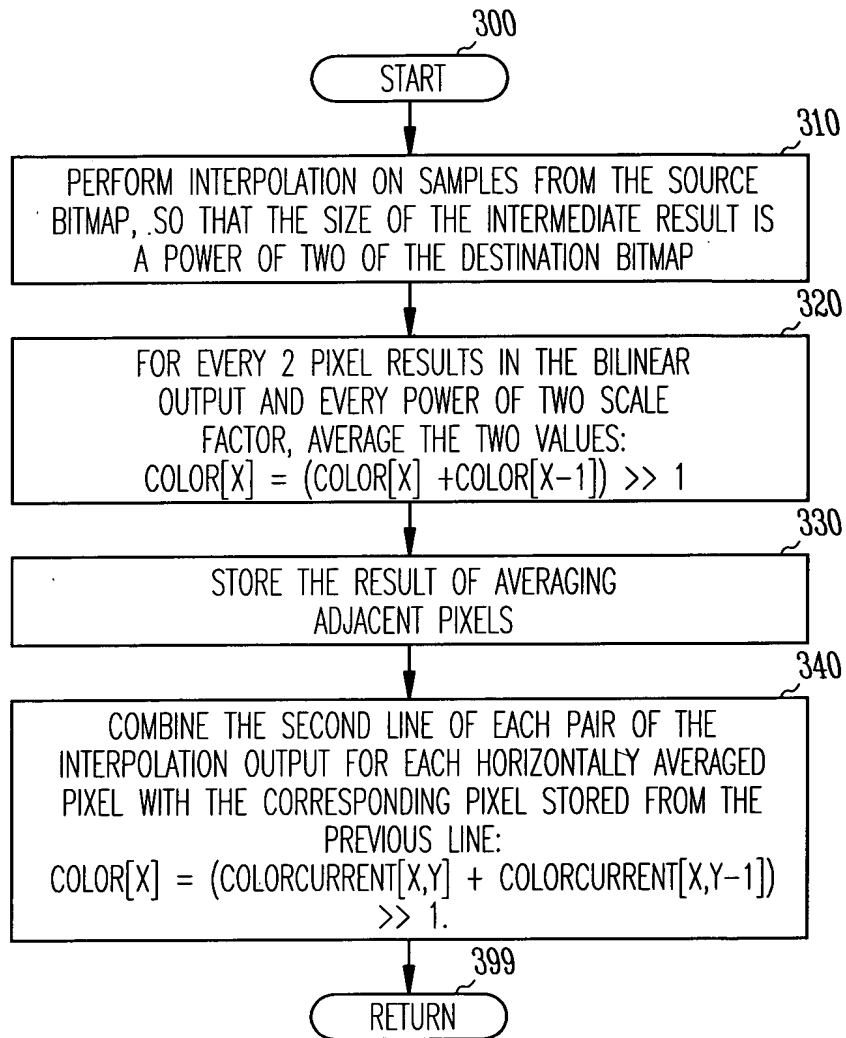 300
START
310
PERFORM INTERPOLATION ON SAMPLES FROM THE SOURCE
BITMAP, SO THAT THE SIZE OF THE INTERMEDIATE RESULT IS
A POWER OF TWO OF THE DESTINATION BITMAP
320
FOR EVERY 2 PIXEL RESULTS IN THE BILINEAR
OUTPUT AND EVERY POWER OF TWO SCALE
FACTOR, AVERAGE THE TWO VALUES:
COLOR[X] = (COLOR[X] +COLOR[X-1]) >> 1
330
STORE THE RESULT OF AVERAGING
ADJACENT PIXELS
340
COMBINE THE SECOND LINE OF EACH PAIR OF THE
INTERPOLATION OUTPUT FOR EACH HORIZONTALLY AVERAGED
PIXEL WITH THE CORRESPONDING PIXEL STORED FROM THE
PREVIOUS LINE:
COLOR[X] = (COLORCURRENT[X,Y] + COLORCURRENT[X,Y-1])
>> 1.
399
RETURN